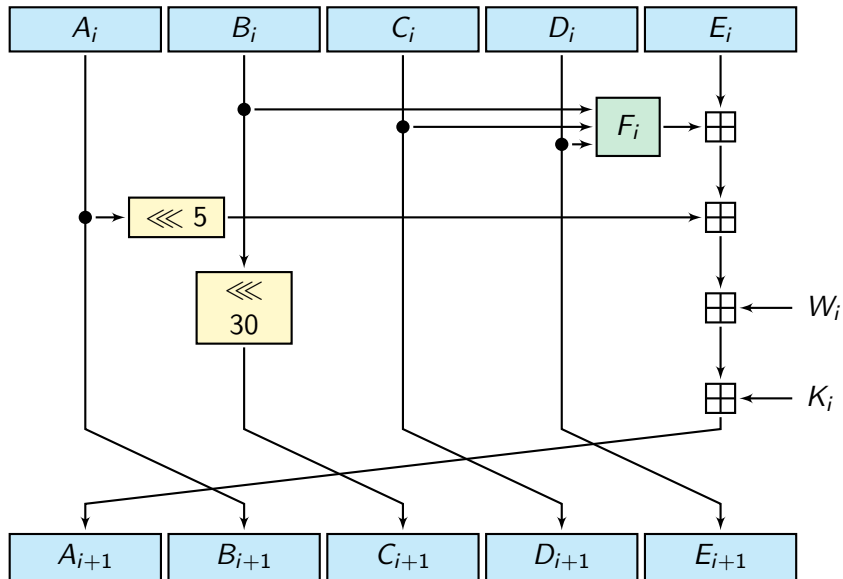 A_i B_i C_i D_i E_i
F_i
⋘ 5
⋘
30
W_i
K_i
A_{i+1} B_{i+1} C_{i+1} D_{i+1} E_{i+1}